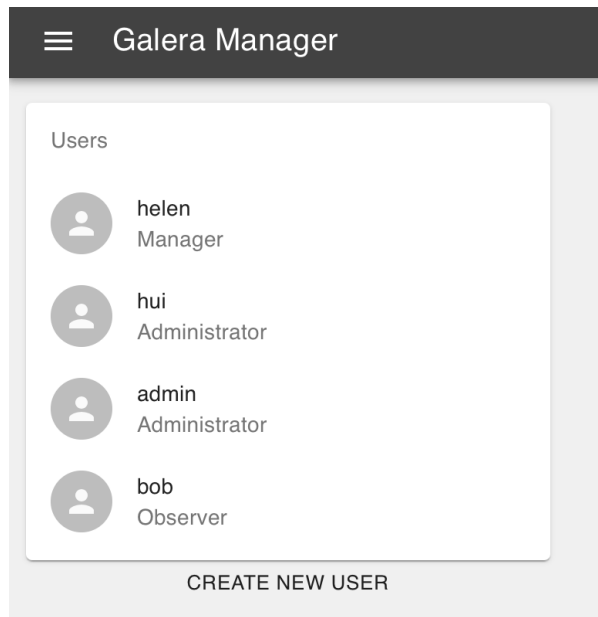 Galera Manager
Users
helen
Manager
hui
Administrator
admin
Administrator
bob
Observer
CREATE NEW USER